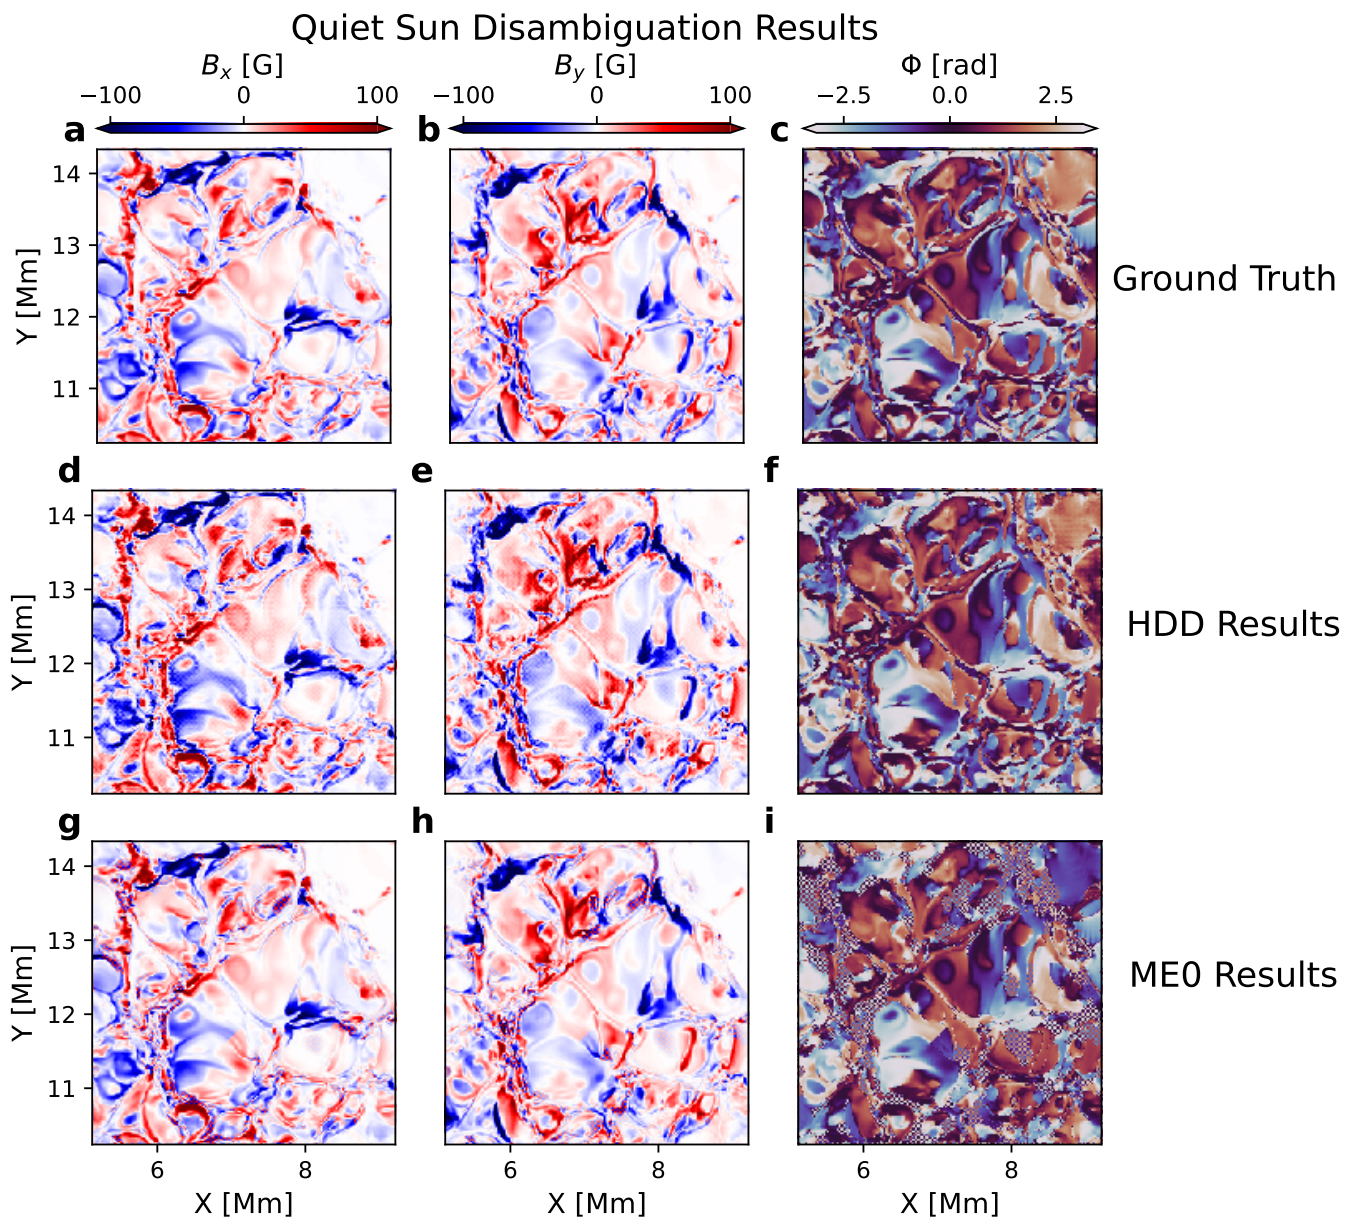 Quiet Sun Disambiguation Results
Bx [G]
By [G]
Φ [rad]
−100 0 100
−100 0 100
−2.5 0.0 2.5
a b c
14
13
12
11
Y [Mm]
Ground Truth
d e f
14
13
12
11
Y [Mm]
HDD Results
g h i
14
13
12
11
Y [Mm]
ME0 Results
6 8
6 8
6 8
X [Mm]
X [Mm]
X [Mm]